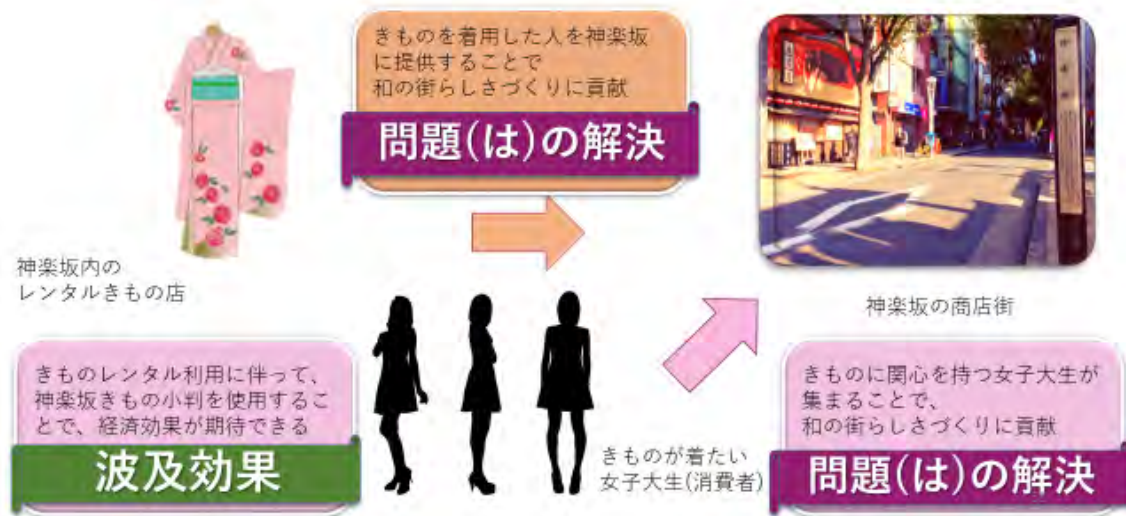 きものを着用した人を神楽坂
に提供することで
和の街らしさづくりに貢献
問題(は)の解決
神楽坂内の
レンタルきもの店
神楽坂の商店街
きものレンタル利用に伴って、
神楽坂きもの小判を使用するこ
とで、経済効果が期待できる
波及効果
きものが着たい
女子大生(消費者)
きものに関心を持つ女子大生が
集まることで、
和の街らしさづくりに貢献
問題(は)の解決